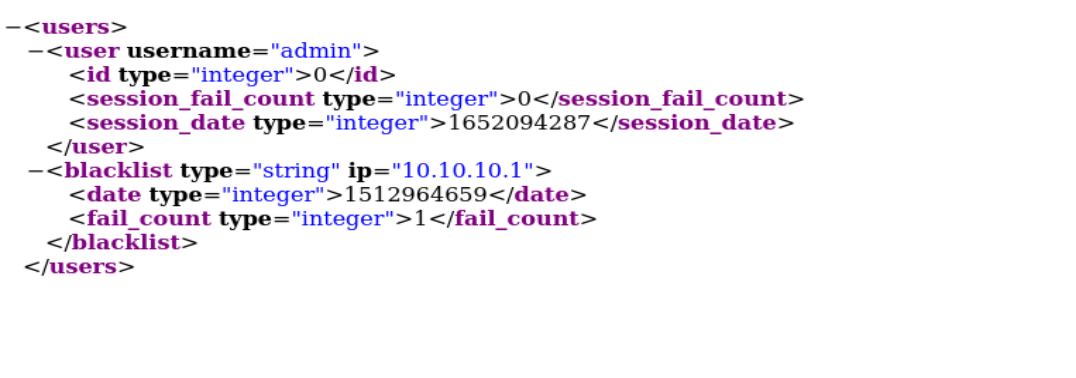 −<users>
−<user username="admin">
<id type="integer">0</id>
<session_fail_count type="integer">0</session_fail_count>
<session_date type="integer">1652094287</session_date>
</user>
−<blacklist type="string" ip="10.10.10.1">
<date type="integer">1512964659</date>
<fail_count type="integer">1</fail_count>
</blacklist>
</users>